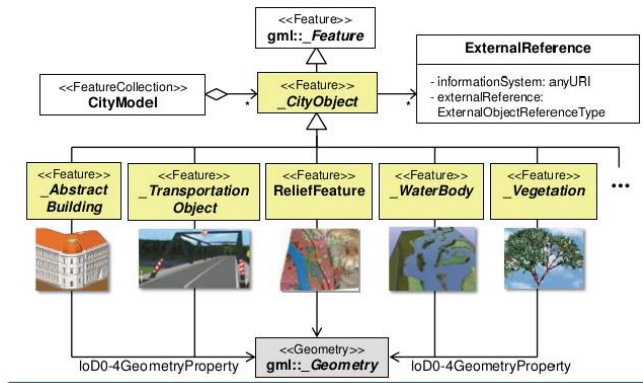 <<Feature>>
gml::_Feature
ExternalReference
- informationSystem: anyURI
- externalReference:
ExternalObjectReferenceType
<<FeatureCollection>>
CityModel
*
<<Feature>>
_CityObject
*
<<Feature>>
_Abstract
Building
<<Feature>>
_Transportation
Object
<<Feature>>
ReliefFeature
<<Feature>>
_WaterBody
<<Feature>>
_Vegetation
...
<<Geometry>>
gml::_Geometry
loD0-4GeometryProperty
loD0-4GeometryProperty